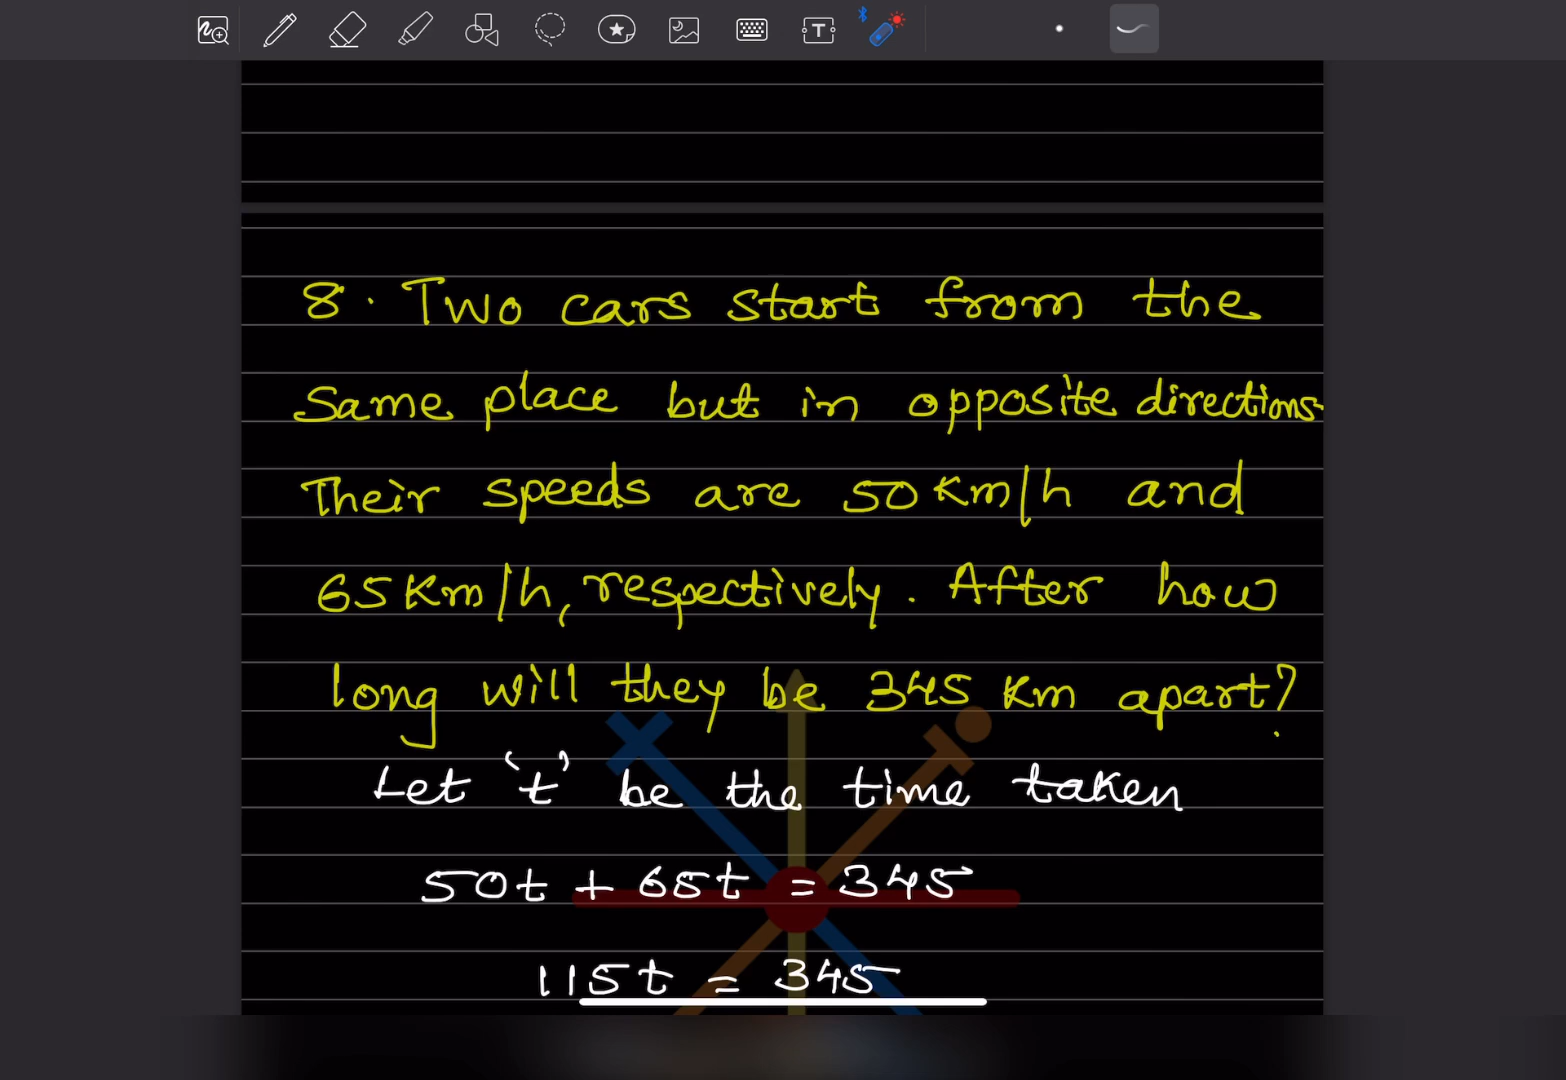 8. Two cars start from the
same place but in opposite directions.
Their speeds are 50 Km/h and
65 Km/h, respectively. After how
long will they be 345 Km apart?
Let 't' be the time taken
50t + 65t = 345
115t = 345